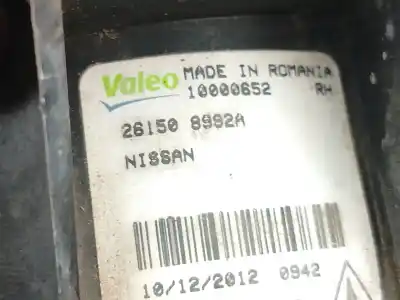 Valeo MADE IN ROMANIA
10000652 RH
26150 8992A
NISSAN
10/12/2012 0942